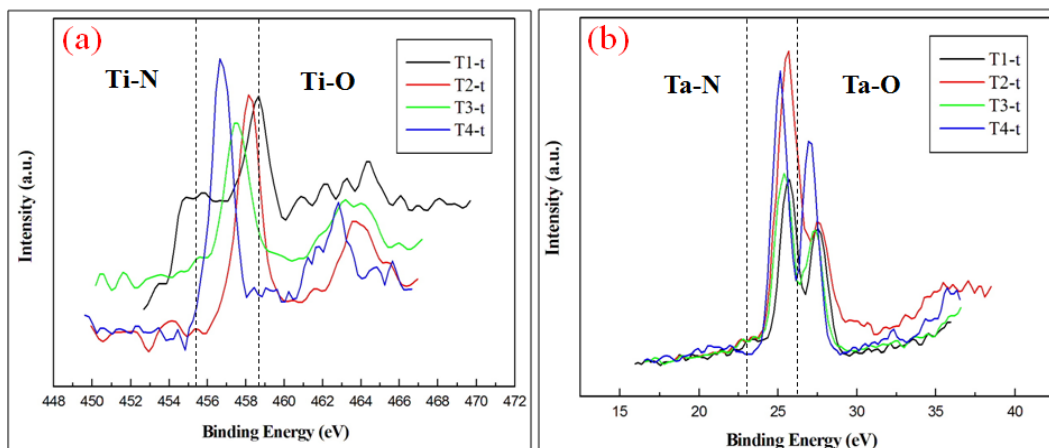 (a)
Ti-N
Ti-O
T1-t
T2-t
T3-t
T4-t
Intensity (a.u.)
448 450 452 454 456 458 460 462 464 466 468 470 472
Binding Energy (eV)
(b)
Ta-N
Ta-O
T1-t
T2-t
T3-t
T4-t
Intensity (a.u.)
15 20 25 30 35 40
Binding Energy (eV)